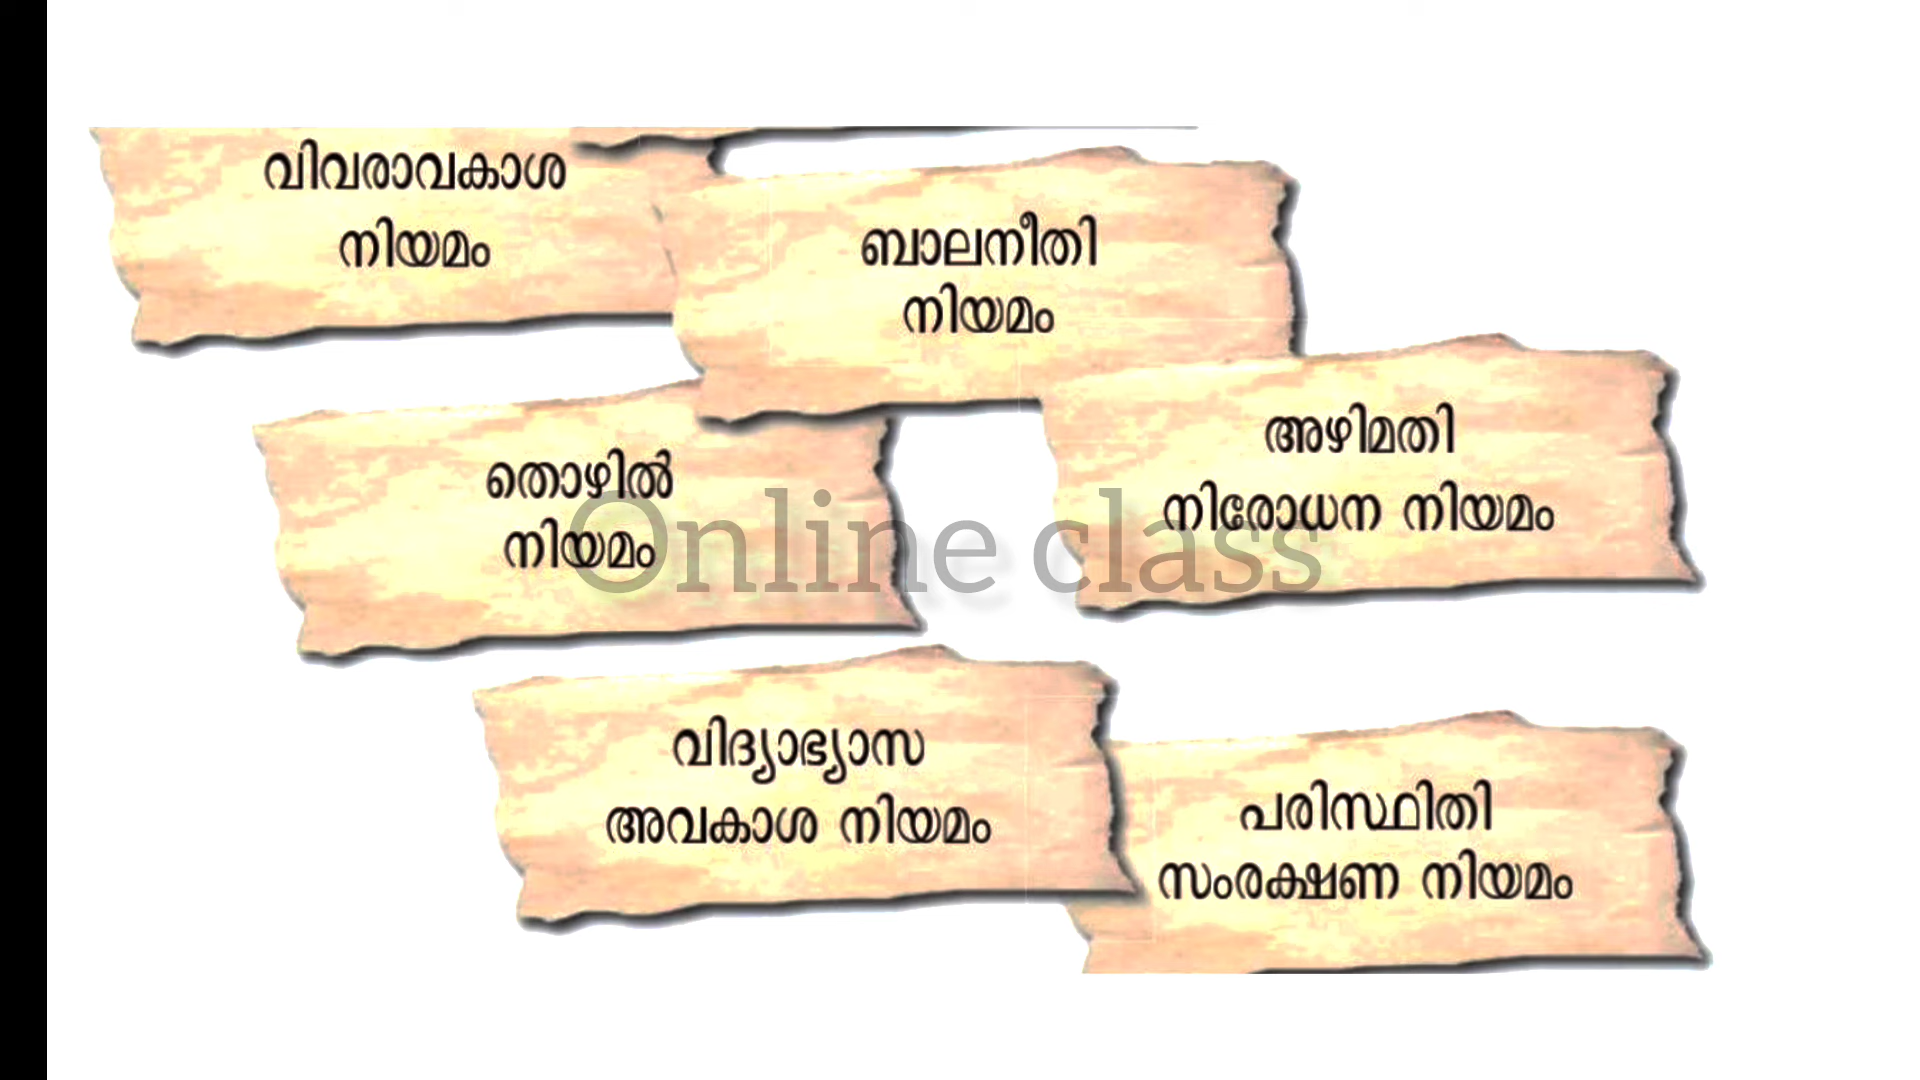 വിവരാവകാശ
നിയമം
ബാലനീതി
നിയമം
തൊഴിൽ
നിയമം
അഴിമതി
നിരോധന നിയമം
Online class
വിദ്യാഭ്യാസ
അവകാശ നിയമം
പരിസ്ഥിതി
സംരക്ഷണ നിയമം